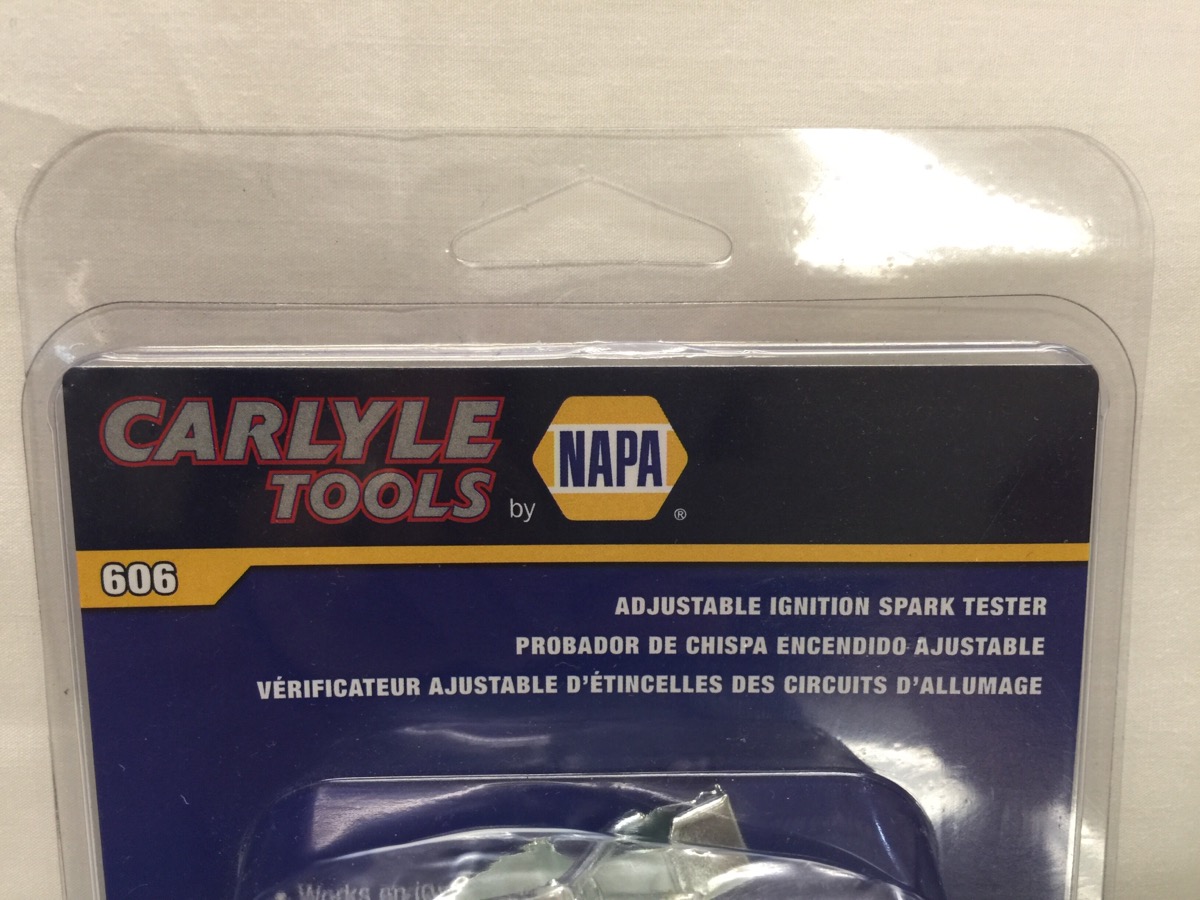 CARLYLE
TOOLS by NAPA ®
606
ADJUSTABLE IGNITION SPARK TESTER
PROBADOR DE CHISPA ENCENDIDO AJUSTABLE
VÉRIFICATEUR AJUSTABLE D'ÉTINCELLES DES CIRCUITS D'ALLUMAGE
• Works